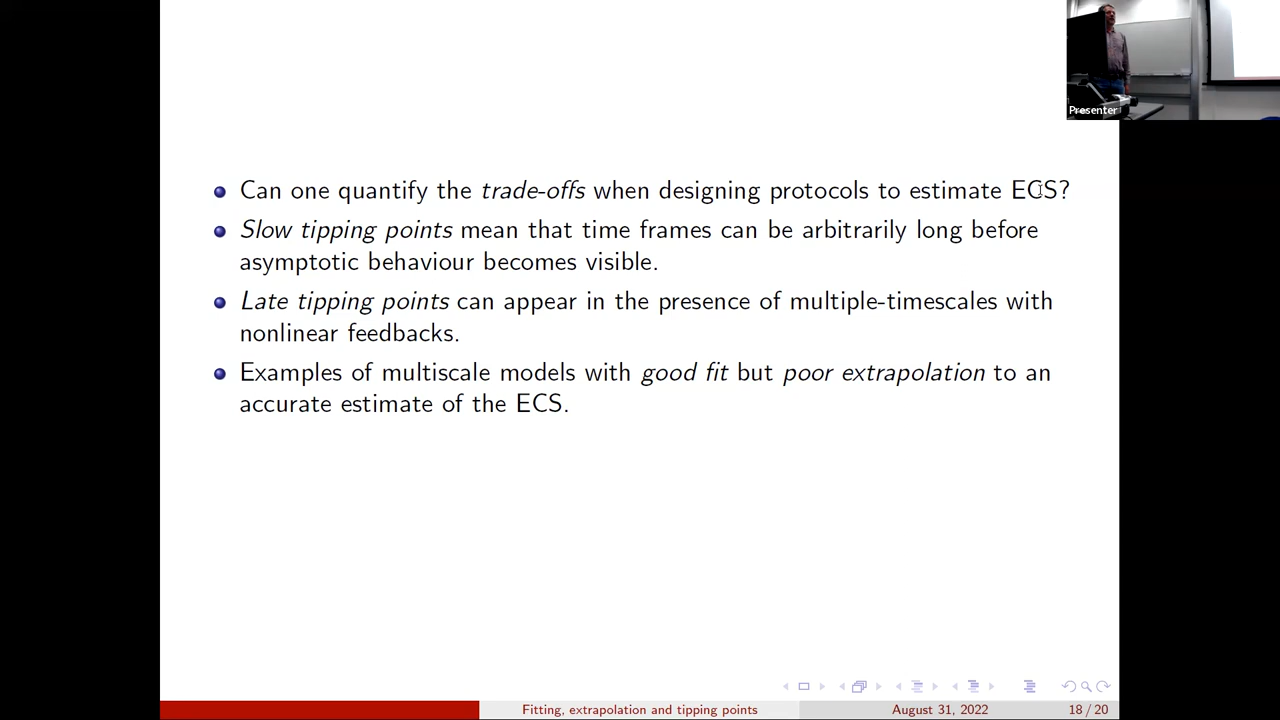 Presenter
Can one quantify the trade-offs when designing protocols to estimate ECS?
Slow tipping points mean that time frames can be arbitrarily long before
asymptotic behaviour becomes visible.
Late tipping points can appear in the presence of multiple-timescales with
nonlinear feedbacks.
Examples of multiscale models with good fit but poor extrapolation to an
accurate estimate of the ECS.
Fitting, extrapolation and tipping points August 31, 2022 18 / 20